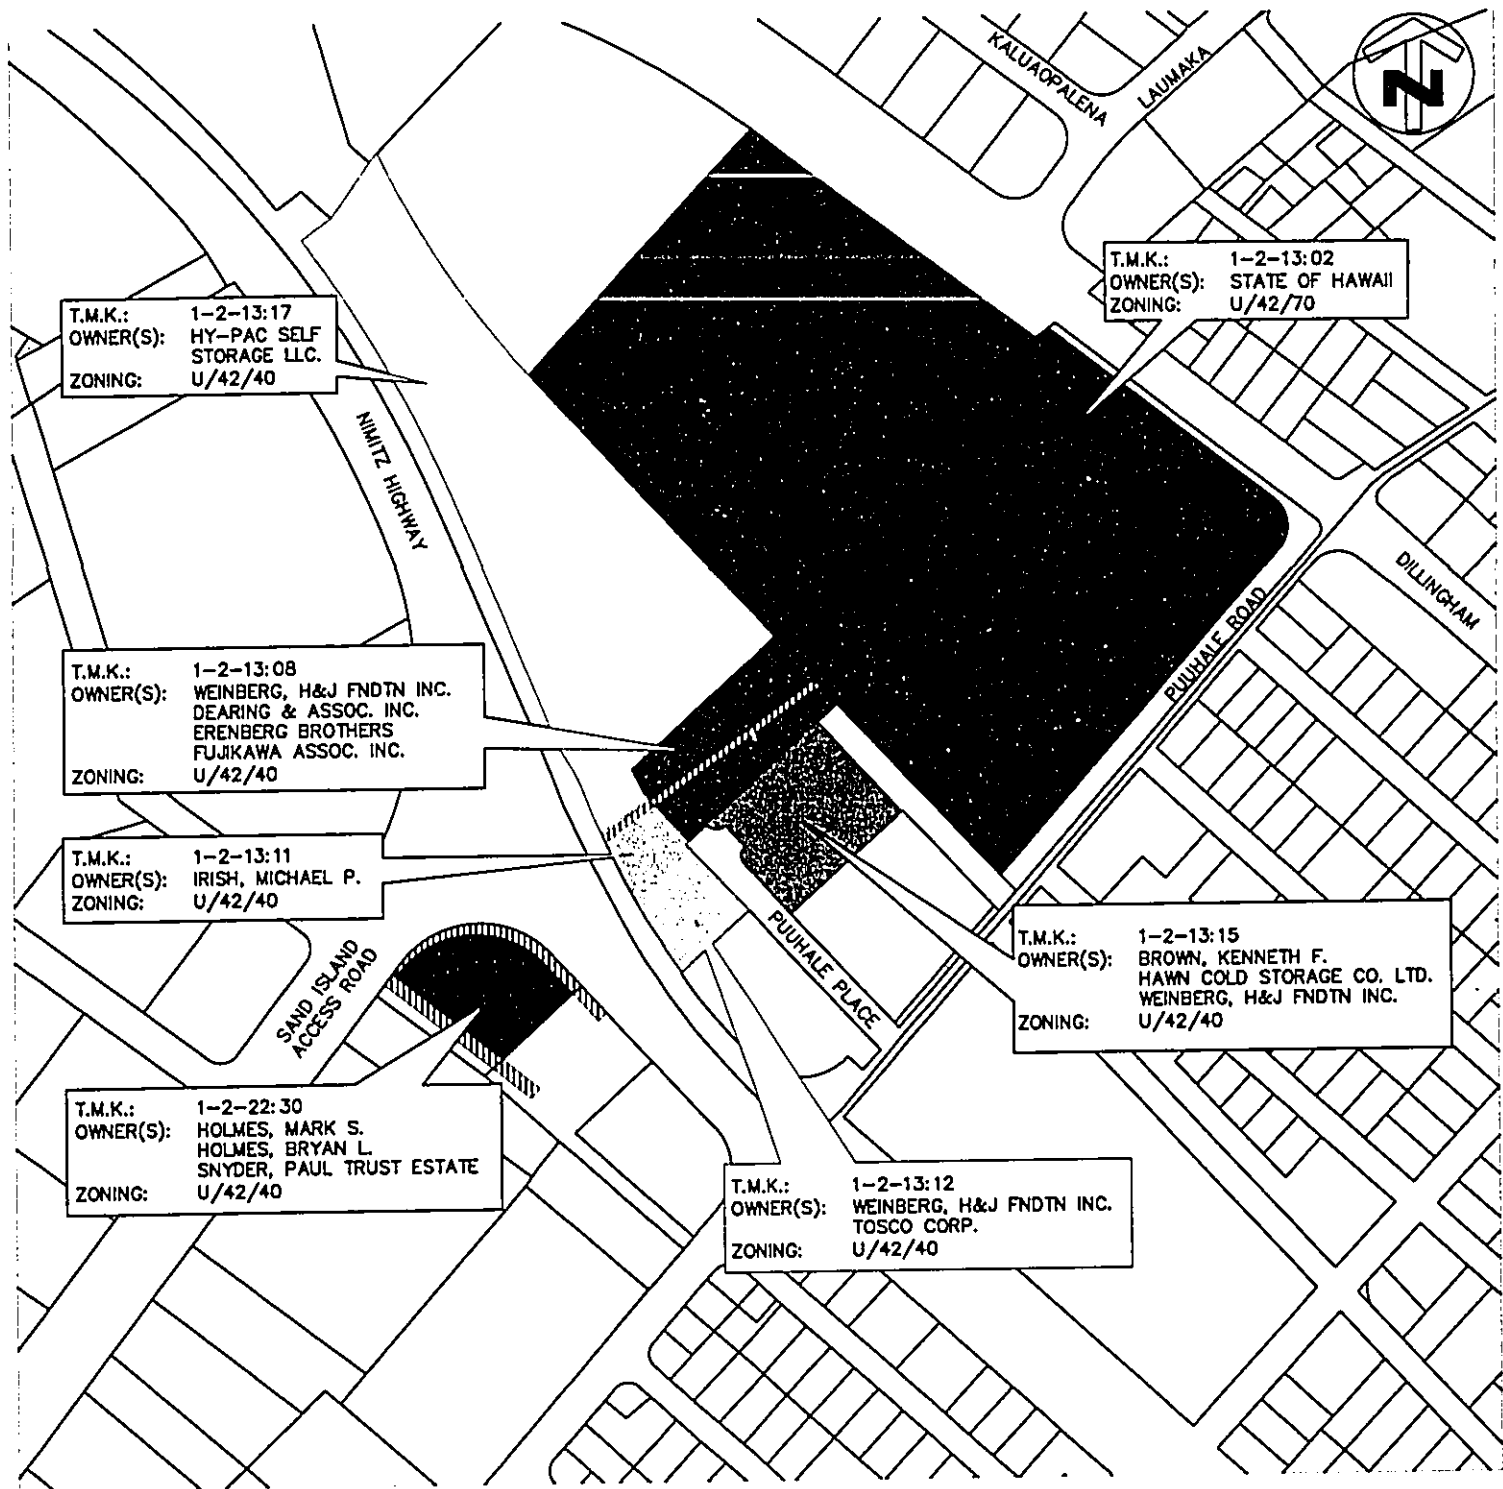 KALUAOPALENA
LAUMAKA
N
T.M.K.: 1-2-13:02
OWNER(S): STATE OF HAWAII
ZONING: U/42/70
T.M.K.: 1-2-13:17
OWNER(S): HY-PAC SELF
STORAGE LLC.
ZONING: U/42/40
NIMITZ HIGHWAY
DILLINGHAM
PUUHALE ROAD
T.M.K.: 1-2-13:08
OWNER(S): WEINBERG, H&J FNDTN INC.
DEARING & ASSOC. INC.
ERENBERG BROTHERS
FUJIKAWA ASSOC. INC.
ZONING: U/42/40
T.M.K.: 1-2-13:11
OWNER(S): IRISH, MICHAEL P.
ZONING: U/42/40
PUUHALE PLACE
T.M.K.: 1-2-13:15
OWNER(S): BROWN, KENNETH F.
HAWN COLD STORAGE CO. LTD.
WEINBERG, H&J FNDTN INC.
ZONING: U/42/40
SAND ISLAND
ACCESS ROAD
T.M.K.: 1-2-22:30
OWNER(S): HOLMES, MARK S.
HOLMES, BRYAN L.
SNYDER, PAUL TRUST ESTATE
ZONING: U/42/40
T.M.K.: 1-2-13:12
OWNER(S): WEINBERG, H&J FNDTN INC.
TOSCO CORP.
ZONING: U/42/40